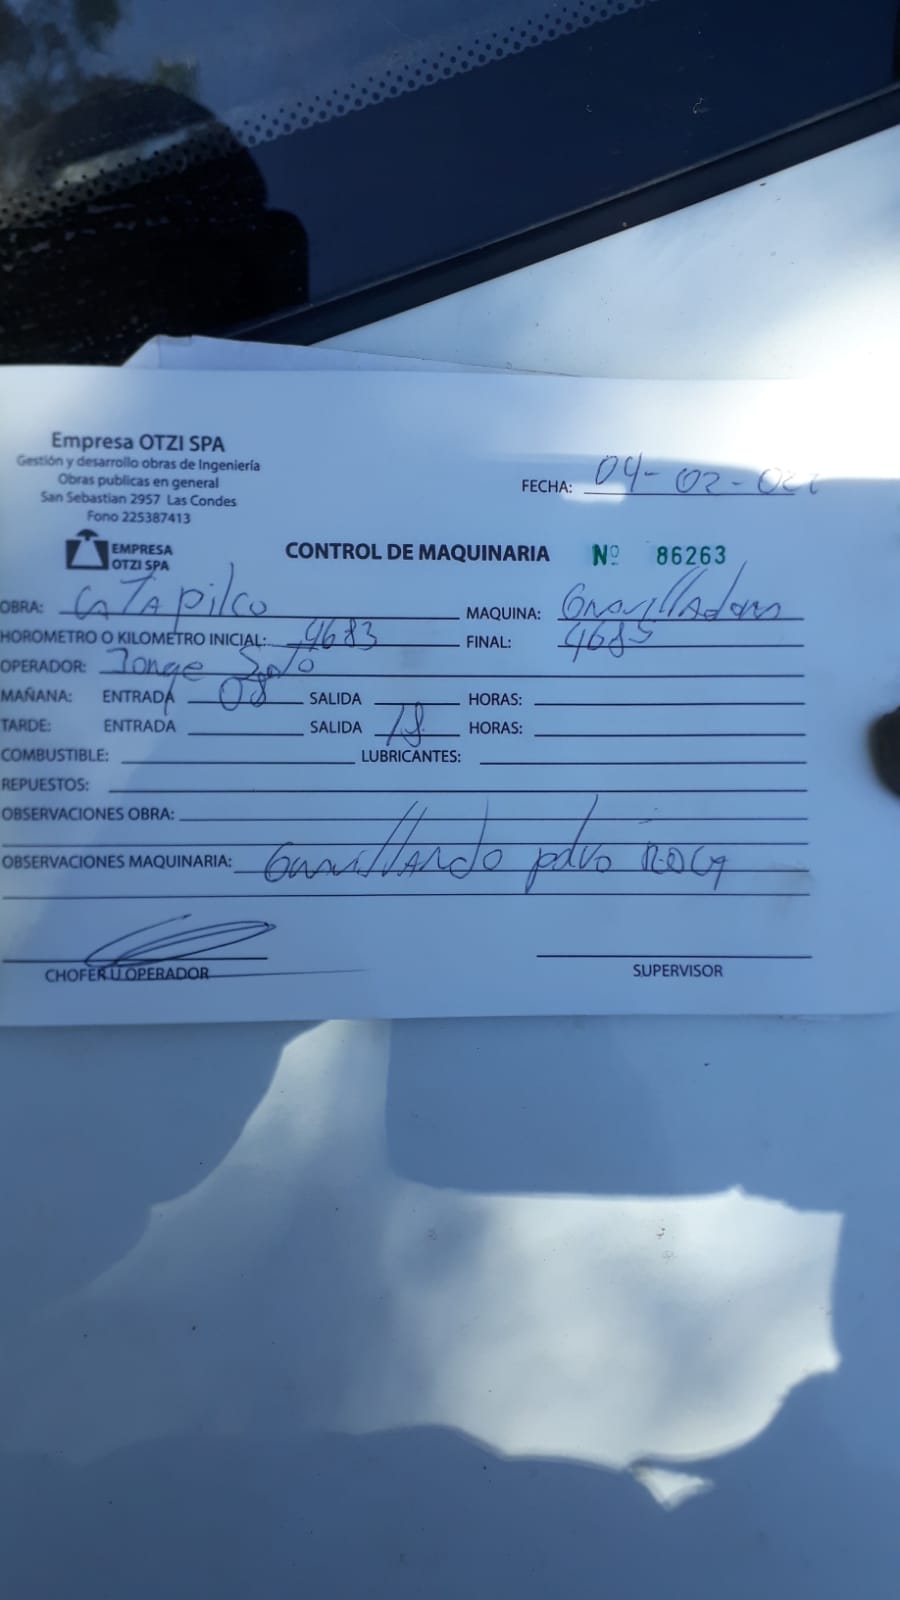 Empresa OTZI SPA
Gestión y desarrollo obras de Ingeniería
Obras publicas en general
San Sebastian 2957 Las Condes
Fono 225387413
FECHA: 04-02-022
EMPRESA
OTZI SPA
CONTROL DE MAQUINARIA Nº 86263
OBRA: CATApilco MAQUINA: GravillADora
HOROMETRO O KILOMETRO INICIAL: 4683 FINAL: 4685
OPERADOR: Jorge Soto
MAÑANA: ENTRADA 08 SALIDA HORAS:
TARDE: ENTRADA SALIDA 18 HORAS:
COMBUSTIBLE: LUBRICANTES:
REPUESTOS:
OBSERVACIONES OBRA:
OBSERVACIONES MAQUINARIA: GravillAndo polvo ROCA
CHOFER U OPERADOR SUPERVISOR